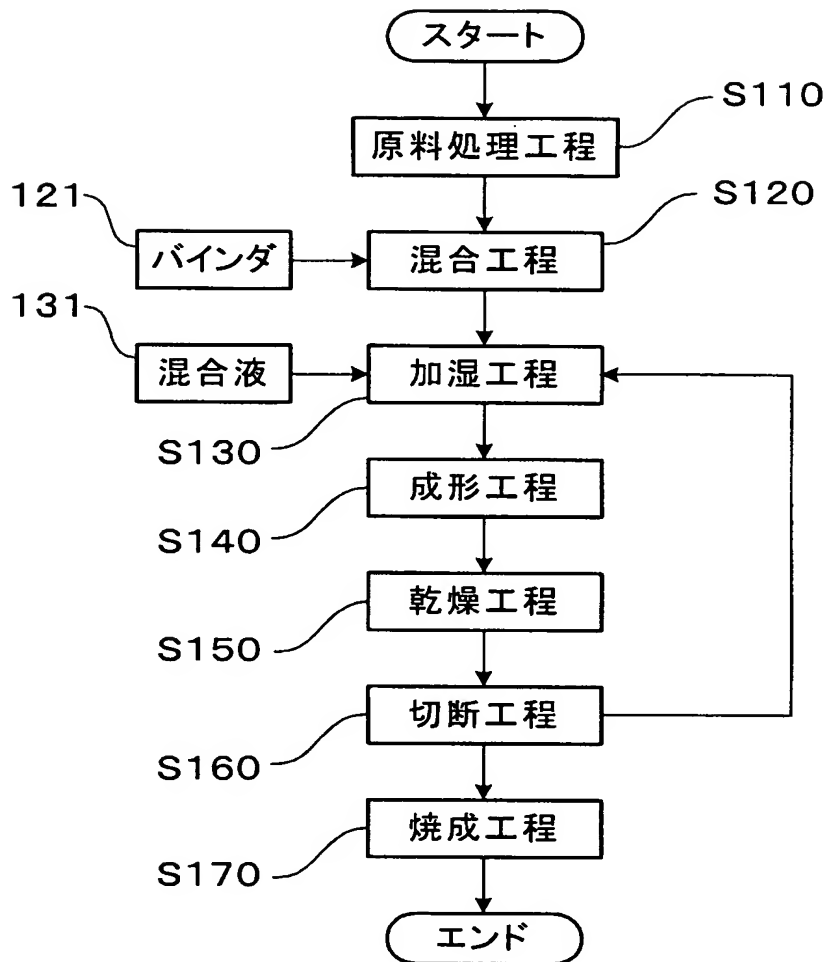 スタート
S110
原料処理工程
S120
121
バインダ
混合工程
131
混合液
加湿工程
S130
成形工程
S140
乾燥工程
S150
切断工程
S160
焼成工程
S170
エンド